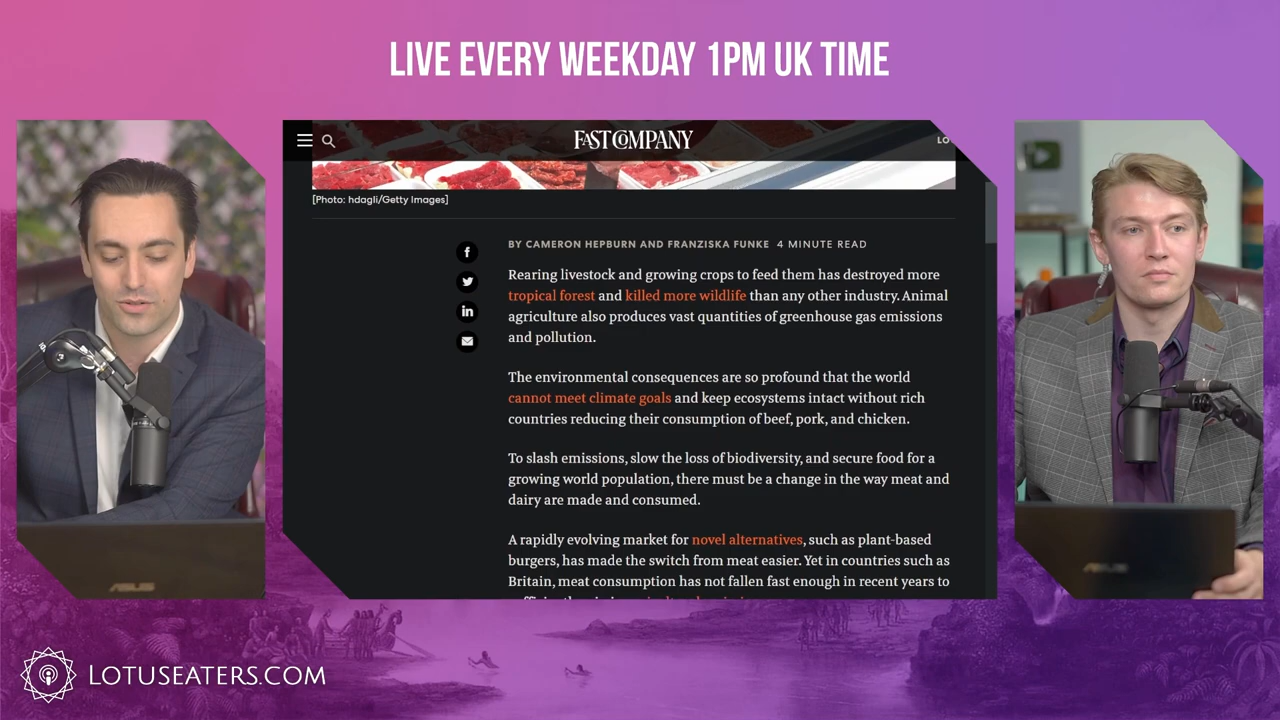 LIVE EVERY WEEKDAY 1PM UK TIME
FAST COMPANY
LO
[Photo: hdagli/Getty Images]
BY CAMERON HEPBURN AND FRANZISKA FUNKE 4 MINUTE READ
Rearing livestock and growing crops to feed them has destroyed more
tropical forest and killed more wildlife than any other industry. Animal
agriculture also produces vast quantities of greenhouse gas emissions
and pollution.
The environmental consequences are so profound that the world
cannot meet climate goals and keep ecosystems intact without rich
countries reducing their consumption of beef, pork, and chicken.
To slash emissions, slow the loss of biodiversity, and secure food for a
growing world population, there must be a change in the way meat and
dairy are made and consumed.
A rapidly evolving market for novel alternatives, such as plant-based
burgers, has made the switch from meat easier. Yet in countries such as
Britain, meat consumption has not fallen fast enough in recent years to
ASUS
ASUS
LOTUSEATERS.COM